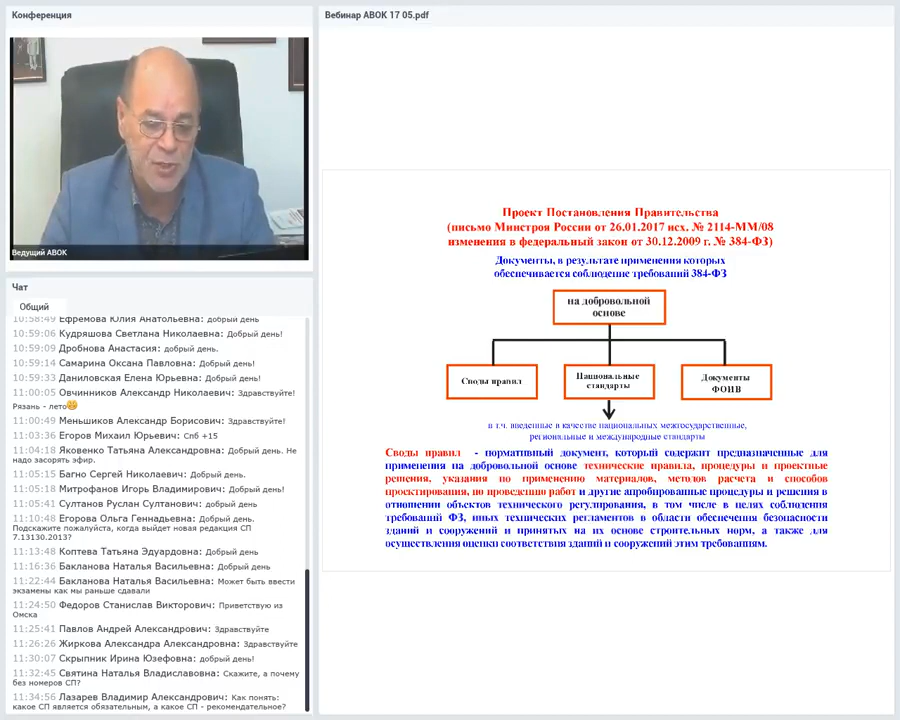 Конференция
Ведущий АВОК
Чат
Общий
10:58:49 Ефремова Юлия Анатольевна: добрый день
10:59:06 Кудряшова Светлана Николаевна: Добрый день!
10:59:09 Дробнова Анастасия: добрый день.
10:59:14 Самарина Оксана Павловна: Добрый день!
10:59:33 Даниловская Елена Юрьевна: Добрый день!
11:00:05 Овчинников Александр Николаевич: Здравствуйте!
Рязань - лето
11:00:49 Меньшиков Александр Борисович: Здравствуйте!
11:03:36 Егоров Михаил Юрьевич: Спб +15
11:04:18 Яковенко Татьяна Александровна: Добрый день. Не
надо засорять эфир.
11:05:15 Багно Сергей Николаевич: Добрый день.
11:05:18 Митрофанов Игорь Владимирович: Добрый день!
11:05:41 Султанов Руслан Султанович: добрый день
11:10:48 Егорова Ольга Геннадьевна: Добрый день.
Подскажите пожалуйста, когда выйдет новая редакция СП
7.13130.2013?
11:13:48 Коптева Татьяна Эдуардовна: Добрый день
11:16:36 Бакланова Наталья Васильевна: Добрый день
11:22:44 Бакланова Наталья Васильевна: Может быть ввести
экзамены как мы раньше сдавали
11:24:50 Федоров Станислав Викторович: Приветствую из
Омска
11:25:41 Павлов Андрей Александрович: Здравствуйте
11:26:26 Жиркова Александра Александровна: Здравствуйте
11:30:07 Скрыпник Ирина Юзефовна: добрый день!
11:32:45 Святина Наталья Владиславовна: Скажите, а почему
без номеров СП?
11:34:56 Лазарев Владимир Александрович: Как понять:
какое СП является обязательным, а какое СП - рекомендательное?
Вебинар АВОК 17 05.pdf
Проект Постановления Правительства
(письмо Минстроя России от 26.01.2017 исх. № 2114-ММ/08
изменения в федеральный закон от 30.12.2009 г. № 384-ФЗ)
Документы, в результате применения которых
обеспечивается соблюдение требований 384-ФЗ
на добровольной
основе
Своды правил
Национальные
стандарты
Документы
ФОИВ
в т.ч. введенные в качестве национальных межгосударственные,
региональные и международные стандарты
Своды правил - нормативный документ, который содержит предназначенные для
применения на добровольной основе технические правила, процедуры и проектные
решения, указания по применению материалов, методов расчета и способов
проектирования, по проведению работ и другие апробированные процедуры и решения в
отношении объектов технического регулирования, в том числе в целях соблюдения
требований ФЗ, иных технических регламентов в области обеспечения безопасности
зданий и сооружений и принятых на их основе строительных норм, а также для
осуществления оценки соответствия зданий и сооружений этим требованиям.